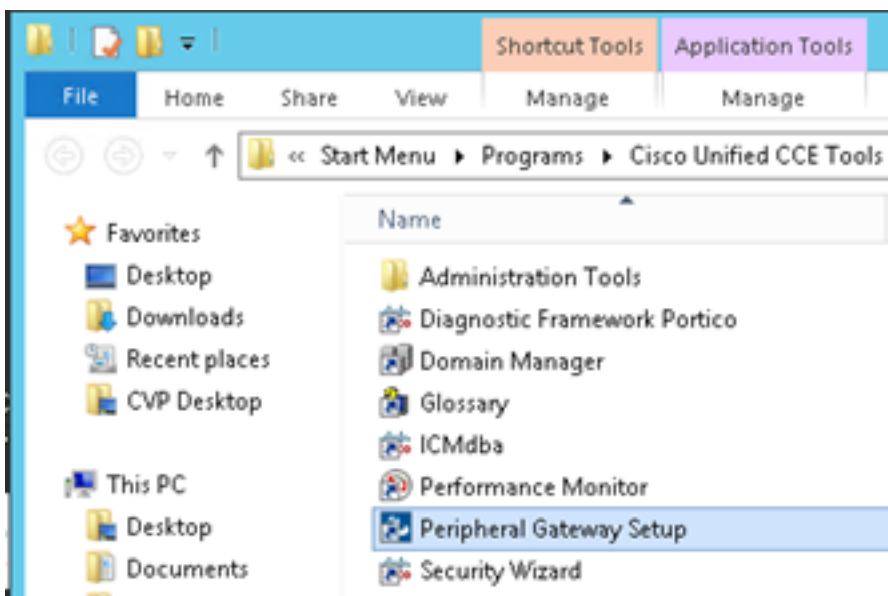 Shortcut Tools Application Tools
File Home Share View Manage Manage
« Start Menu Programs Cisco Unified CCE Tools
Favorites
Desktop
Downloads
Recent places
CVP Desktop
This PC
Desktop
Documents
Name
Administration Tools
Diagnostic Framework Portico
Domain Manager
Glossary
ICMdba
Performance Monitor
Peripheral Gateway Setup
Security Wizard